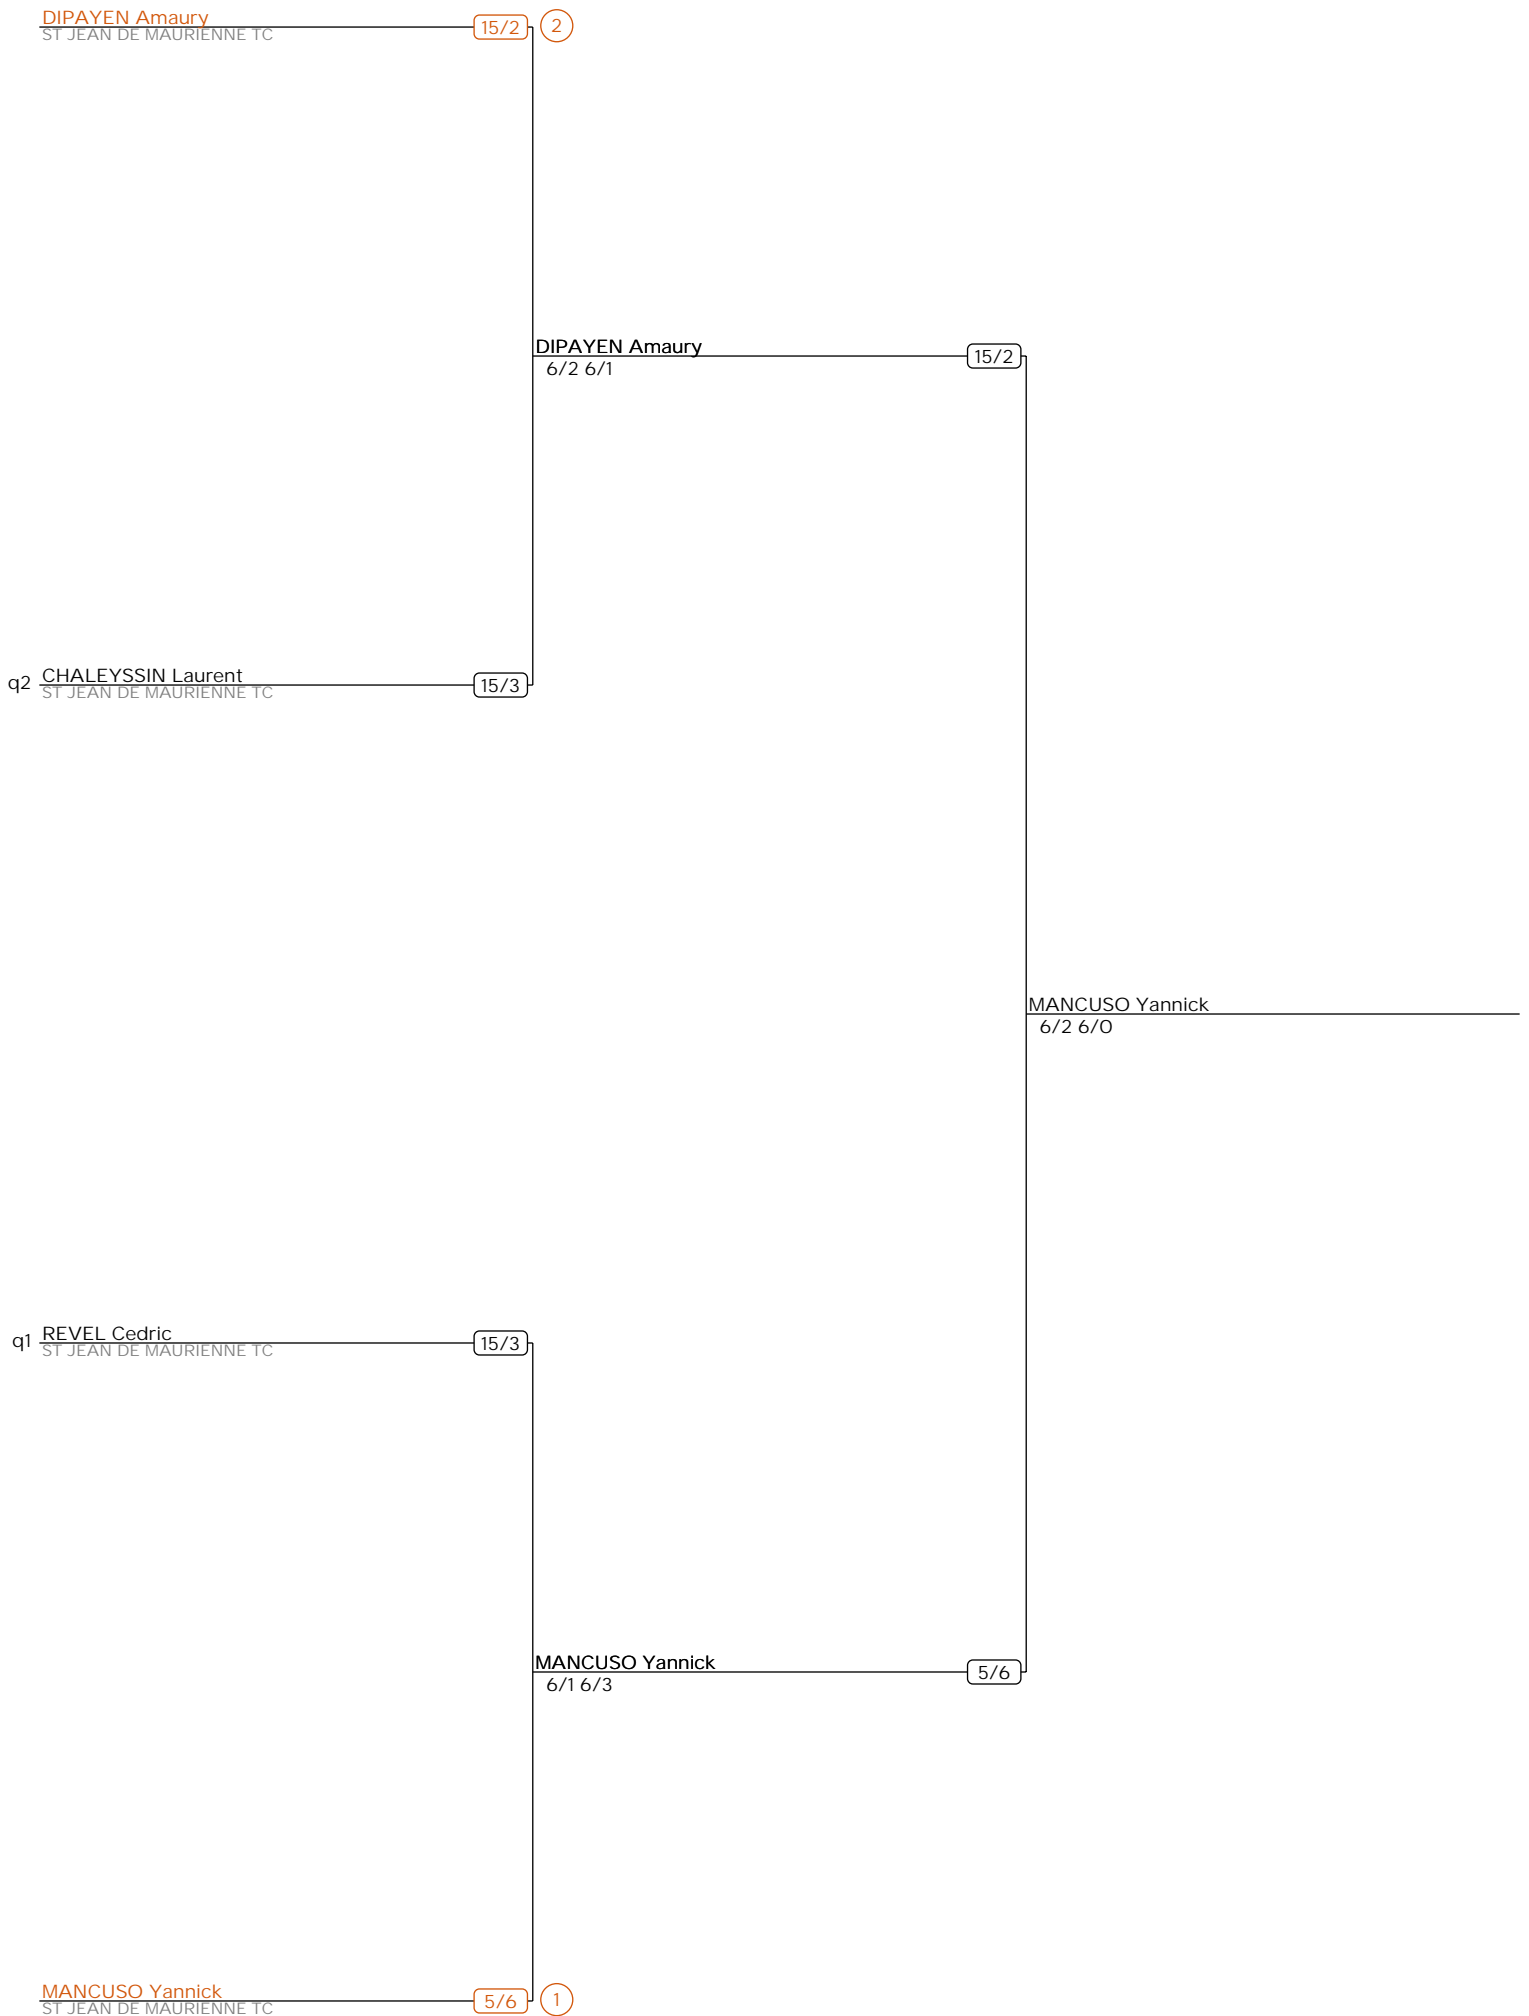 DIPAYEN Amaury
15/2
2
ST JEAN DE MAURIENNE TC
DIPAYEN Amaury
15/2
6/2 6/1
q2
CHALEYSSIN Laurent
15/3
ST JEAN DE MAURIENNE TC
MANCUSO Yannick
6/2 6/0
q1
REVEL Cedric
15/3
ST JEAN DE MAURIENNE TC
MANCUSO Yannick
5/6
6/1 6/3
MANCUSO Yannick
5/6
1
ST JEAN DE MAURIENNE TC